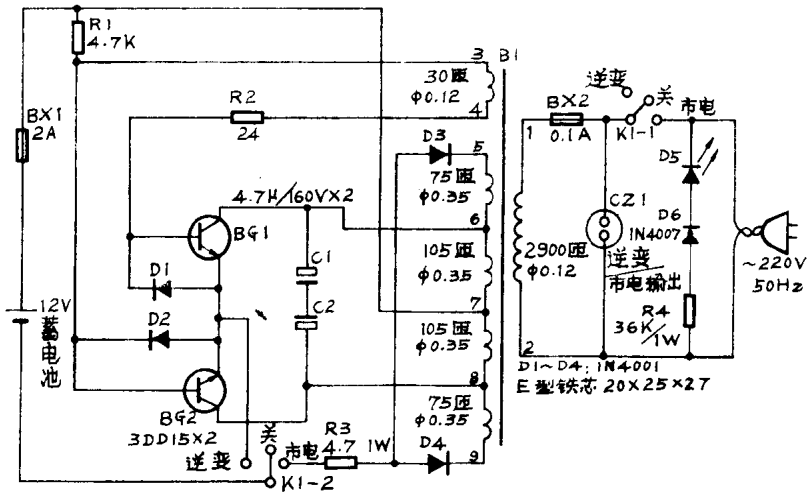 R1
4.7K
BX1
2A
R2
24
3
B1
30匝
φ0.12
4
D3
5
75匝
φ0.35
4.7μ/160V×2
6
BG1
C1
105匝
φ0.35
D1
C2
7
12V
蓄电池
D2
105匝
φ0.35
8
BG2
3DD15×2
75匝
φ0.35
逆变
关
市电
R3
4.7
1W
D4
9
K1-2
逆变
关
BX2
0.1A
K1-1
市电
1
D5
CZ1
D6
1N4007
2900匝
φ0.12
逆变
市电输出
~220V
50Hz
R4
36K/1W
2
D1~D4:1N4001
E型铁芯 20×25×27